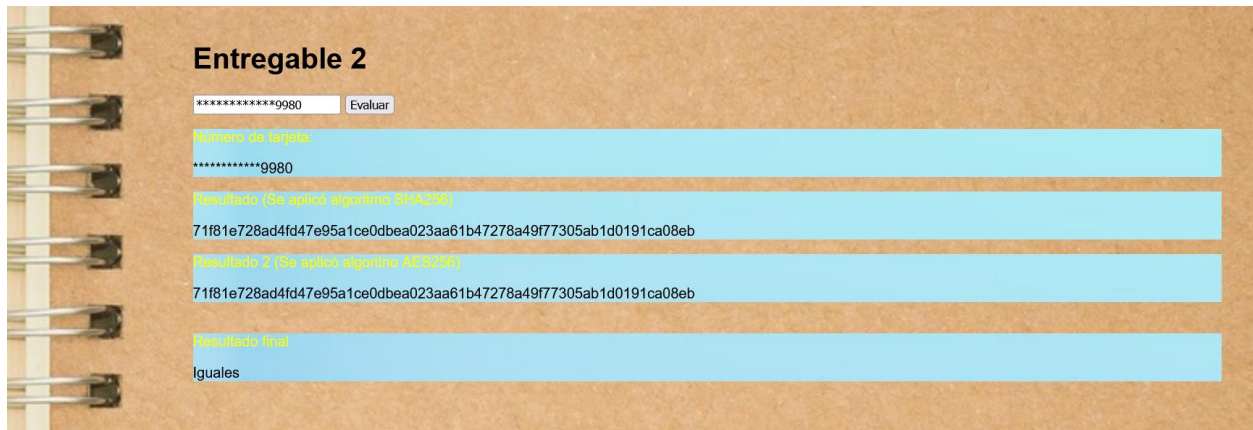 Entregable 2
************9980 Evaluar
Número de tarjeta:
************9980
Resultado (Se aplicó algoritmo SHA256)
71f81e728ad4fd47e95a1ce0dbea023aa61b47278a49f77305ab1d0191ca08eb
Resultado 2 (Se aplicó algoritno AES256)
71f81e728ad4fd47e95a1ce0dbea023aa61b47278a49f77305ab1d0191ca08eb
Resultado final
Iguales